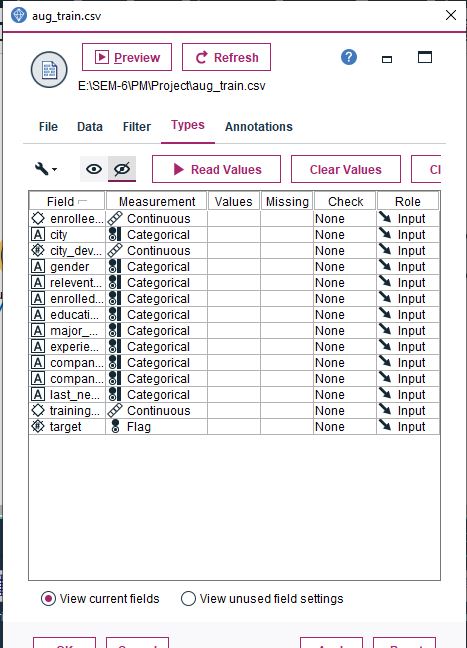 aug_train.csv
Preview Refresh ?
E:\SEM-6\PM\Project\aug_train.csv
File Data Filter Types Annotations
Read Values Clear Values Cl
Field Measurement Values Missing Check Role
enrollee... Continuous None Input
A city Categorical None Input
# city_dev... Continuous None Input
A gender Categorical None Input
A relevent... Categorical None Input
A enrolled... Categorical None Input
A educati... Categorical None Input
A major_... Categorical None Input
A experie... Categorical None Input
A compan... Categorical None Input
A compan... Categorical None Input
A last_ne... Categorical None Input
training... Continuous None Input
# target Flag None Input
View current fields View unused field settings